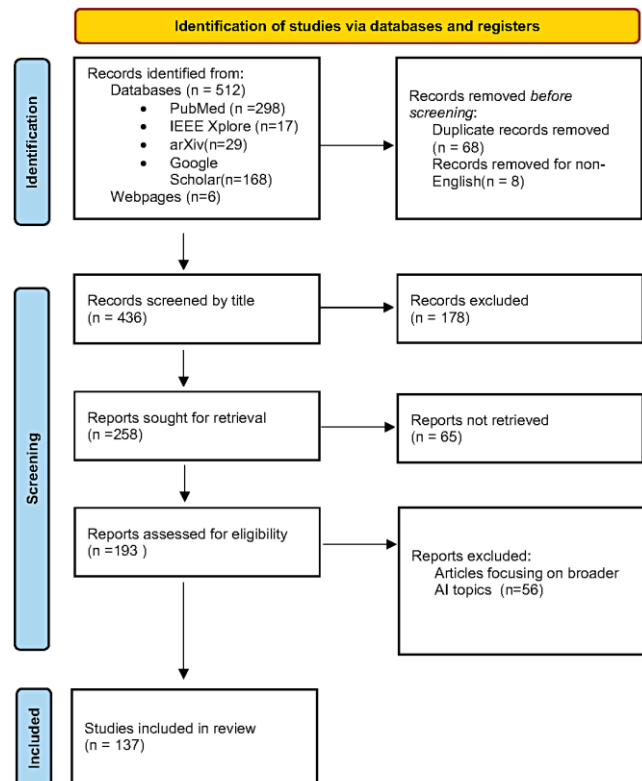 Identification of studies via databases and registers
Identification
Records identified from:
Databases (n = 512)
• PubMed (n =298)
• IEEE Xplore (n=17)
• arXiv(n=29)
• Google
Scholar(n=168)
Webpages (n=6)
Records removed before
screening:
Duplicate records removed
(n = 68)
Records removed for non-
English(n = 8)
Screening
Records screened by title
(n = 436)
Records excluded
(n = 178)
Reports sought for retrieval
(n =258)
Reports not retrieved
(n = 65)
Reports assessed for eligibility
(n =193 )
Reports excluded:
Articles focusing on broader
AI topics (n=56)
Included
Studies included in review
(n = 137)